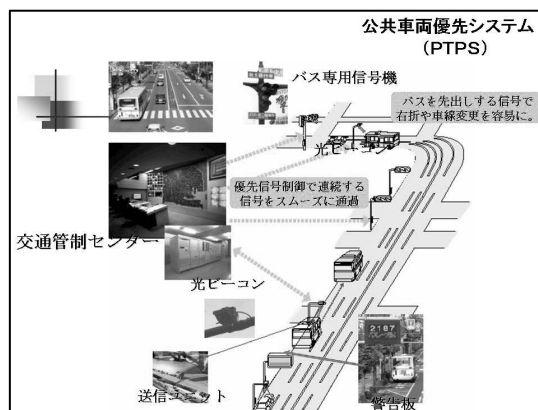 公共車両優先システム
(PTPS)
バス専用信号機
バスを先出しする信号で
右折や車線変更を容易に。
光ビーコン
優先信号制御で連続する
信号をスムーズに通過
交通管制センター
光ビーコン
2187
送信ユニット
警告板